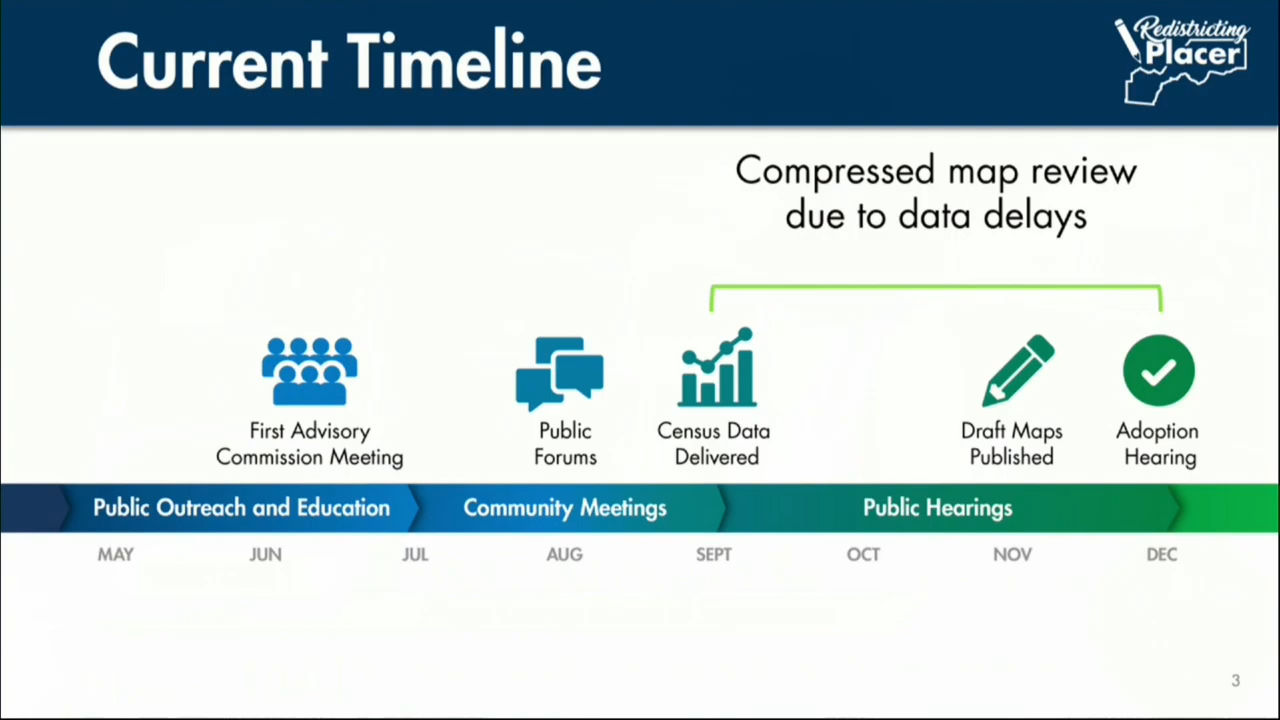 Current Timeline
Redistricting
Placer
Compressed map review
due to data delays
First Advisory
Commission Meeting
Public
Forums
Census Data
Delivered
Draft Maps
Published
Adoption
Hearing
Public Outreach and Education
Community Meetings
Public Hearings
MAY
JUN
JUL
AUG
SEPT
OCT
NOV
DEC
3